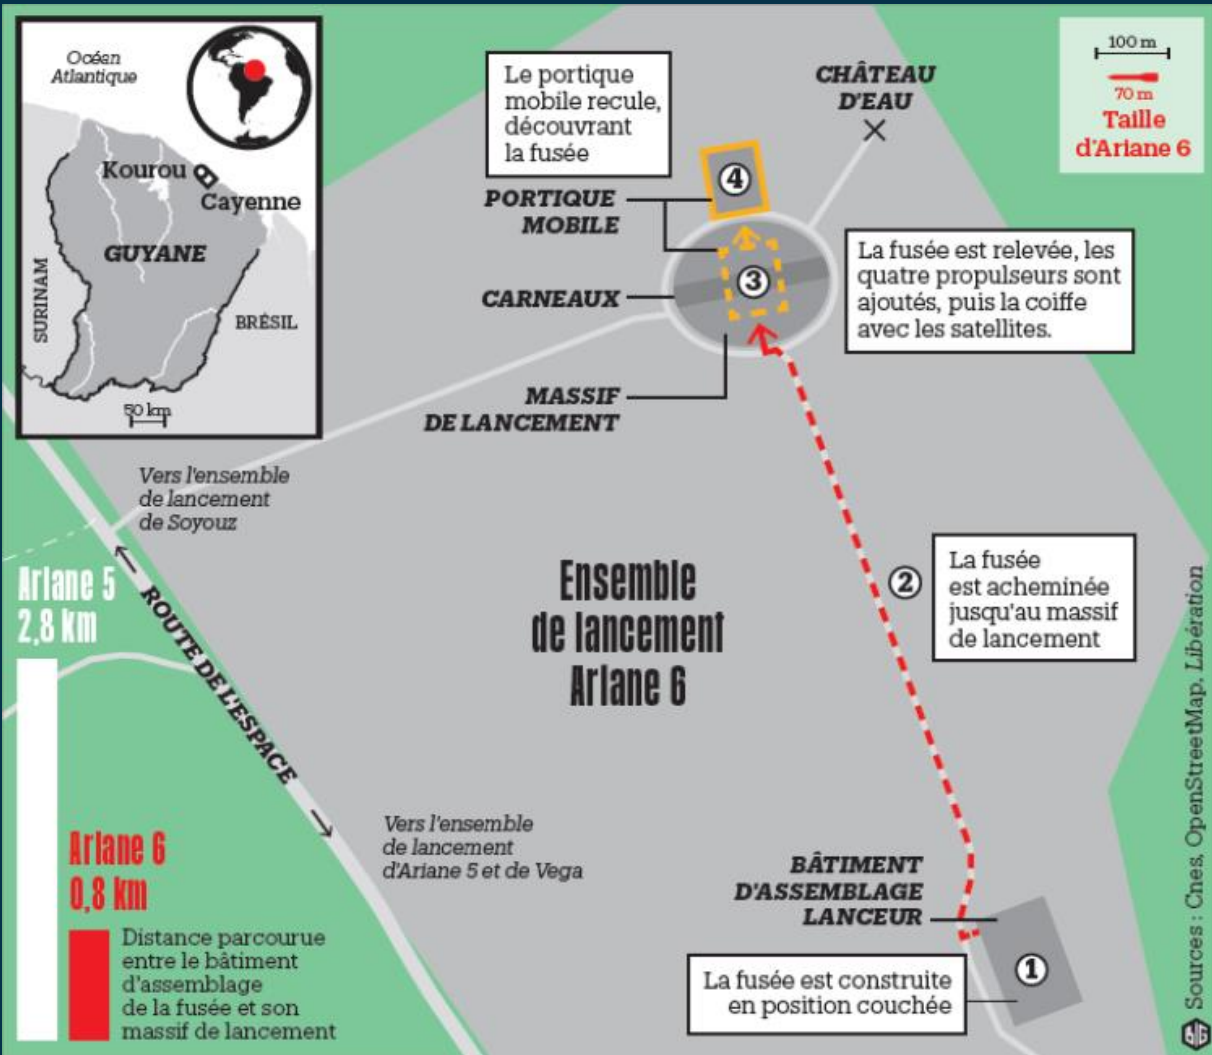 Océan
Atlantique
Kourou
Cayenne
GUYANE
SURINAM
BRÉSIL
50 km
Le portique
mobile recule,
découvrant
la fusée
CHÂTEAU
D'EAU
100 m
70 m
Taille
d'Ariane 6
4
PORTIQUE
MOBILE
3
La fusée est relevée, les
quatre propulseurs sont
ajoutés, puis la coiffe
avec les satellites.
CARNEAUX
MASSIF
DE LANCEMENT
Vers l'ensemble
de lancement
de Soyouz
Ensemble
de lancement
Ariane 6
2
La fusée
est acheminée
jusqu'au massif
de lancement
Ariane 5
2,8 km
ROUTE DE L'ESPACE
Vers l'ensemble
de lancement
d'Ariane 5 et de Vega
Ariane 6
0,8 km
Distance parcourue
entre le bâtiment
d'assemblage
de la fusée et son
massif de lancement
BÂTIMENT
D'ASSEMBLAGE
LANCEUR
1
La fusée est construite
en position couchée
Sources : Cnes, OpenStreetMap, Libération
BIG